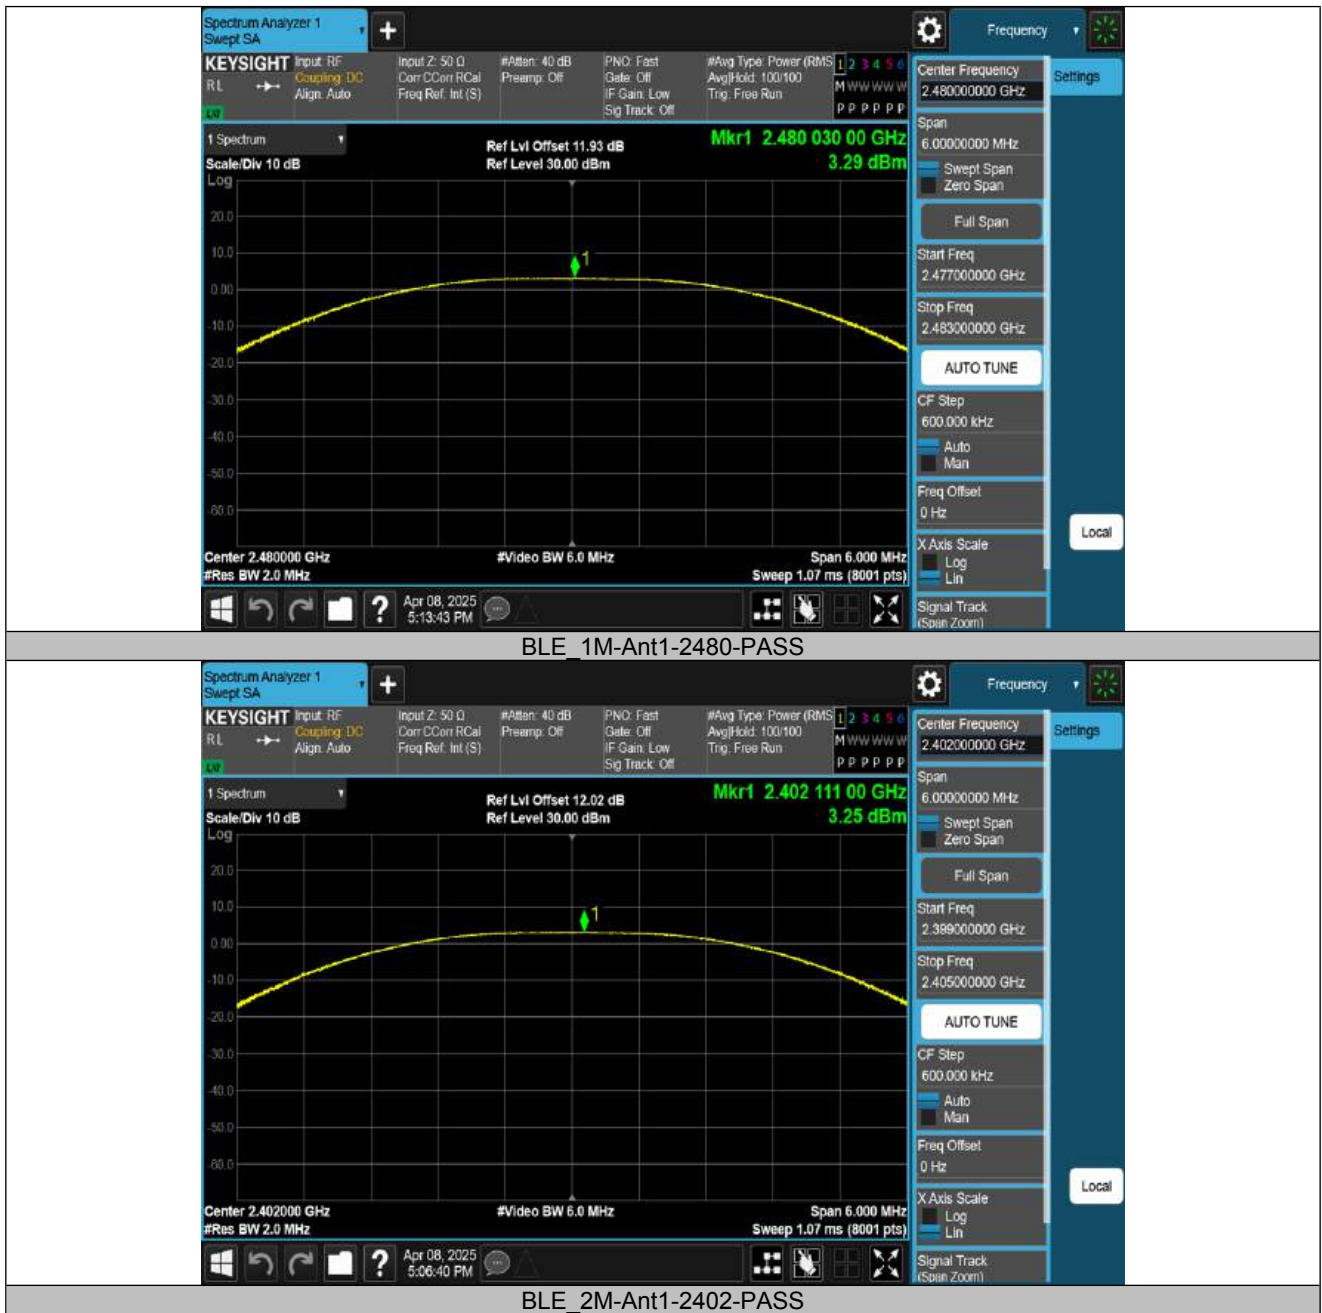 Spectrum Analyzer 1
Swept SA
+
Frequency
KEYSIGHT
RL
Input: RF
Coupling: DC
Align: Auto
Input Z: 50 Ω
Corr CCorr RCal
Freq Ref: Int (S)
#Atten: 40 dB
Preamp: Off
PNO: Fast
Gate: Off
IF Gain: Low
Sig Track: Off
#Avg Type: Power (RMS
Avg|Hold: 100/100
Trig: Free Run
1 2 3 4 5 6
M W W W W W
P P P P P P
Center Frequency
2.480000000 GHz
Settings
1 Spectrum
Scale/Div 10 dB
Ref Lvl Offset 11.93 dB
Ref Level 30.00 dBm
Mkr1 2.480 030 00 GHz
3.29 dBm
Span
6.00000000 MHz
Swept Span
Zero Span
Full Span
Start Freq
2.477000000 GHz
Stop Freq
2.483000000 GHz
AUTO TUNE
CF Step
600.000 kHz
Auto
Man
Freq Offset
0 Hz
X Axis Scale
Log
Lin
Signal Track
(Span Zoom)
Local
Log
20.0
10.0
0.00
-10.0
-20.0
-30.0
-40.0
-50.0
-60.0
1
Center 2.480000 GHz
#Res BW 2.0 MHz
#Video BW 6.0 MHz
Span 6.000 MHz
Sweep 1.07 ms (8001 pts)
?
Apr 08, 2025
5:13:43 PM
BLE_1M-Ant1-2480-PASS
Spectrum Analyzer 1
Swept SA
+
Frequency
KEYSIGHT
RL
Input: RF
Coupling: DC
Align: Auto
Input Z: 50 Ω
Corr CCorr RCal
Freq Ref: Int (S)
#Atten: 40 dB
Preamp: Off
PNO: Fast
Gate: Off
IF Gain: Low
Sig Track: Off
#Avg Type: Power (RMS
Avg|Hold: 100/100
Trig: Free Run
1 2 3 4 5 6
M W W W W W
P P P P P P
Center Frequency
2.402000000 GHz
Settings
1 Spectrum
Scale/Div 10 dB
Ref Lvl Offset 12.02 dB
Ref Level 30.00 dBm
Mkr1 2.402 111 00 GHz
3.25 dBm
Span
6.00000000 MHz
Swept Span
Zero Span
Full Span
Start Freq
2.399000000 GHz
Stop Freq
2.405000000 GHz
AUTO TUNE
CF Step
600.000 kHz
Auto
Man
Freq Offset
0 Hz
X Axis Scale
Log
Lin
Signal Track
(Span Zoom)
Local
Log
20.0
10.0
0.00
-10.0
-20.0
-30.0
-40.0
-50.0
-60.0
1
Center 2.402000 GHz
#Res BW 2.0 MHz
#Video BW 6.0 MHz
Span 6.000 MHz
Sweep 1.07 ms (8001 pts)
?
Apr 08, 2025
5:06:40 PM
BLE_2M-Ant1-2402-PASS